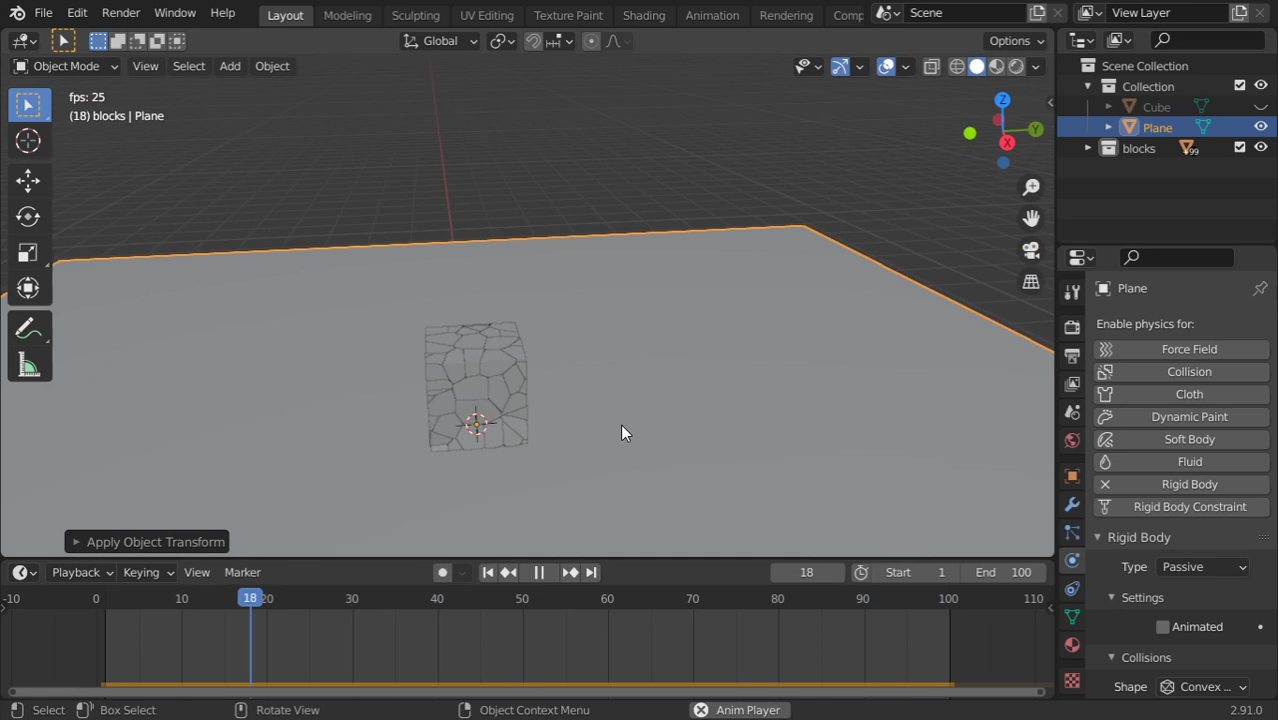 File Edit Render Window Help Layout Modeling Sculpting UV Editing Texture Paint Shading Animation Rendering Comp Scene View Layer
Global Options
Object Mode View Select Add Object
Scene Collection
Collection
Cube
Plane
blocks 99
fps: 25
(18) blocks | Plane
Z
Y
X
Plane
Enable physics for:
Force Field
Collision
Cloth
Dynamic Paint
Soft Body
Fluid
Rigid Body
Rigid Body Constraint
Rigid Body
Type Passive
Settings
Animated
Collisions
Shape Convex ...
Apply Object Transform
Playback Keying View Marker 18 Start 1 End 100
-10 0 10 18 20 30 40 50 60 70 80 90 100 110
Select Box Select Rotate View Object Context Menu Anim Player 2.91.0